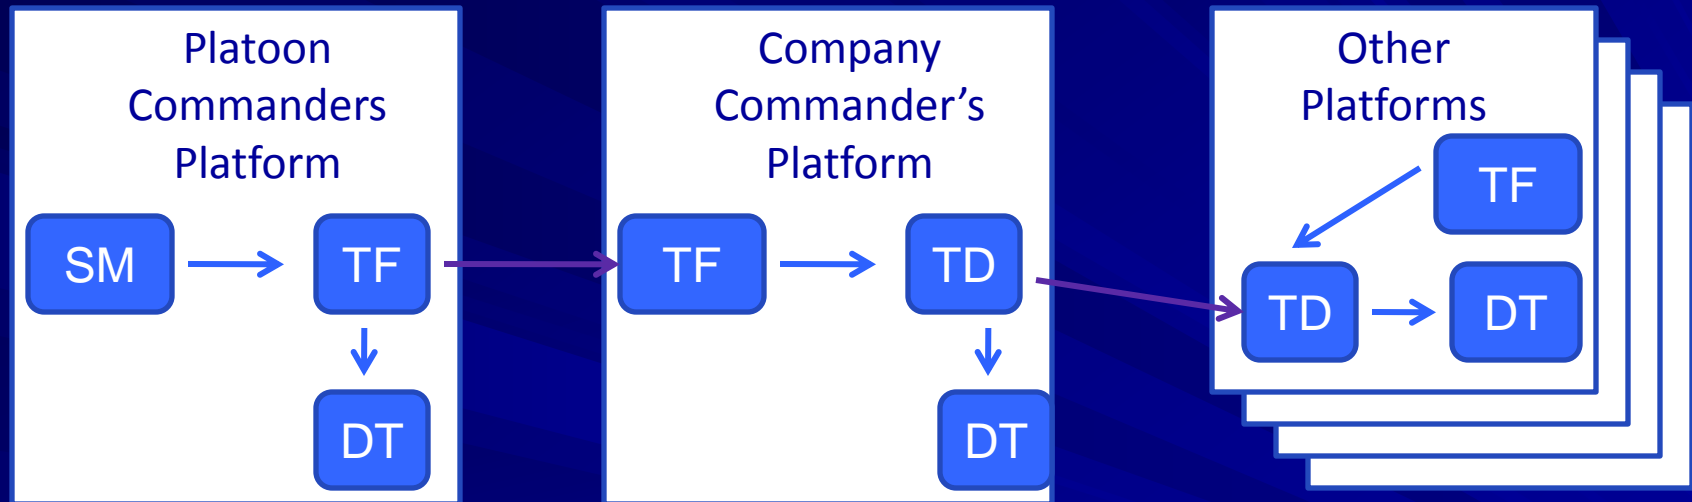 Platoon
Commanders
Platform
SM
TF
DT
Company
Commander’s
Platform
TF
TD
DT
Other
Platforms
TF
TD
DT